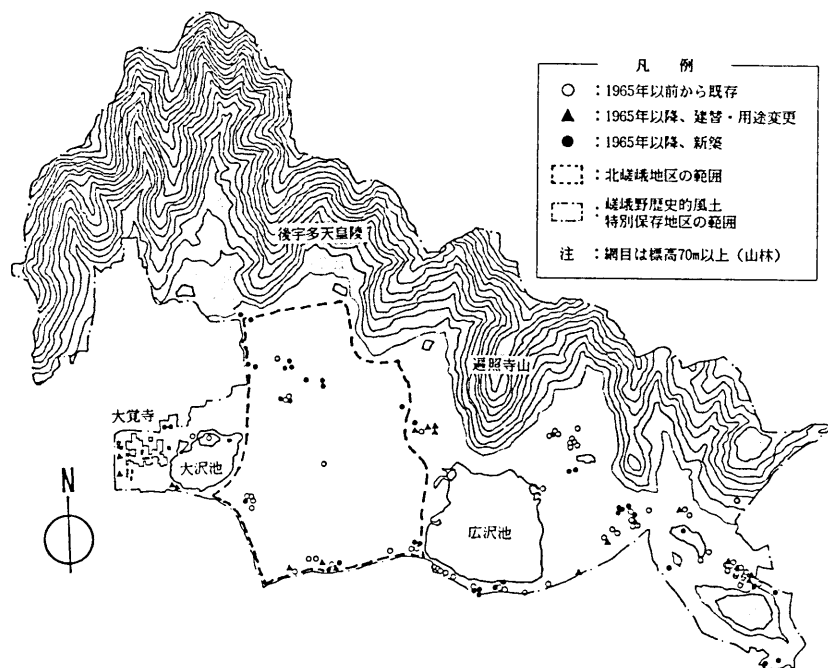 凡 例
○ :1965年以前から既存
▲ :1965年以降、建替・用途変更
● :1965年以降、新築
:北嵯峨地区の範囲
:嵯峨野歴史的風土
特別保存地区の範囲
注 :網目は標高70m以上(山林)
後宇多天皇陵
遍照寺山
大覚寺
大沢池
広沢池
N